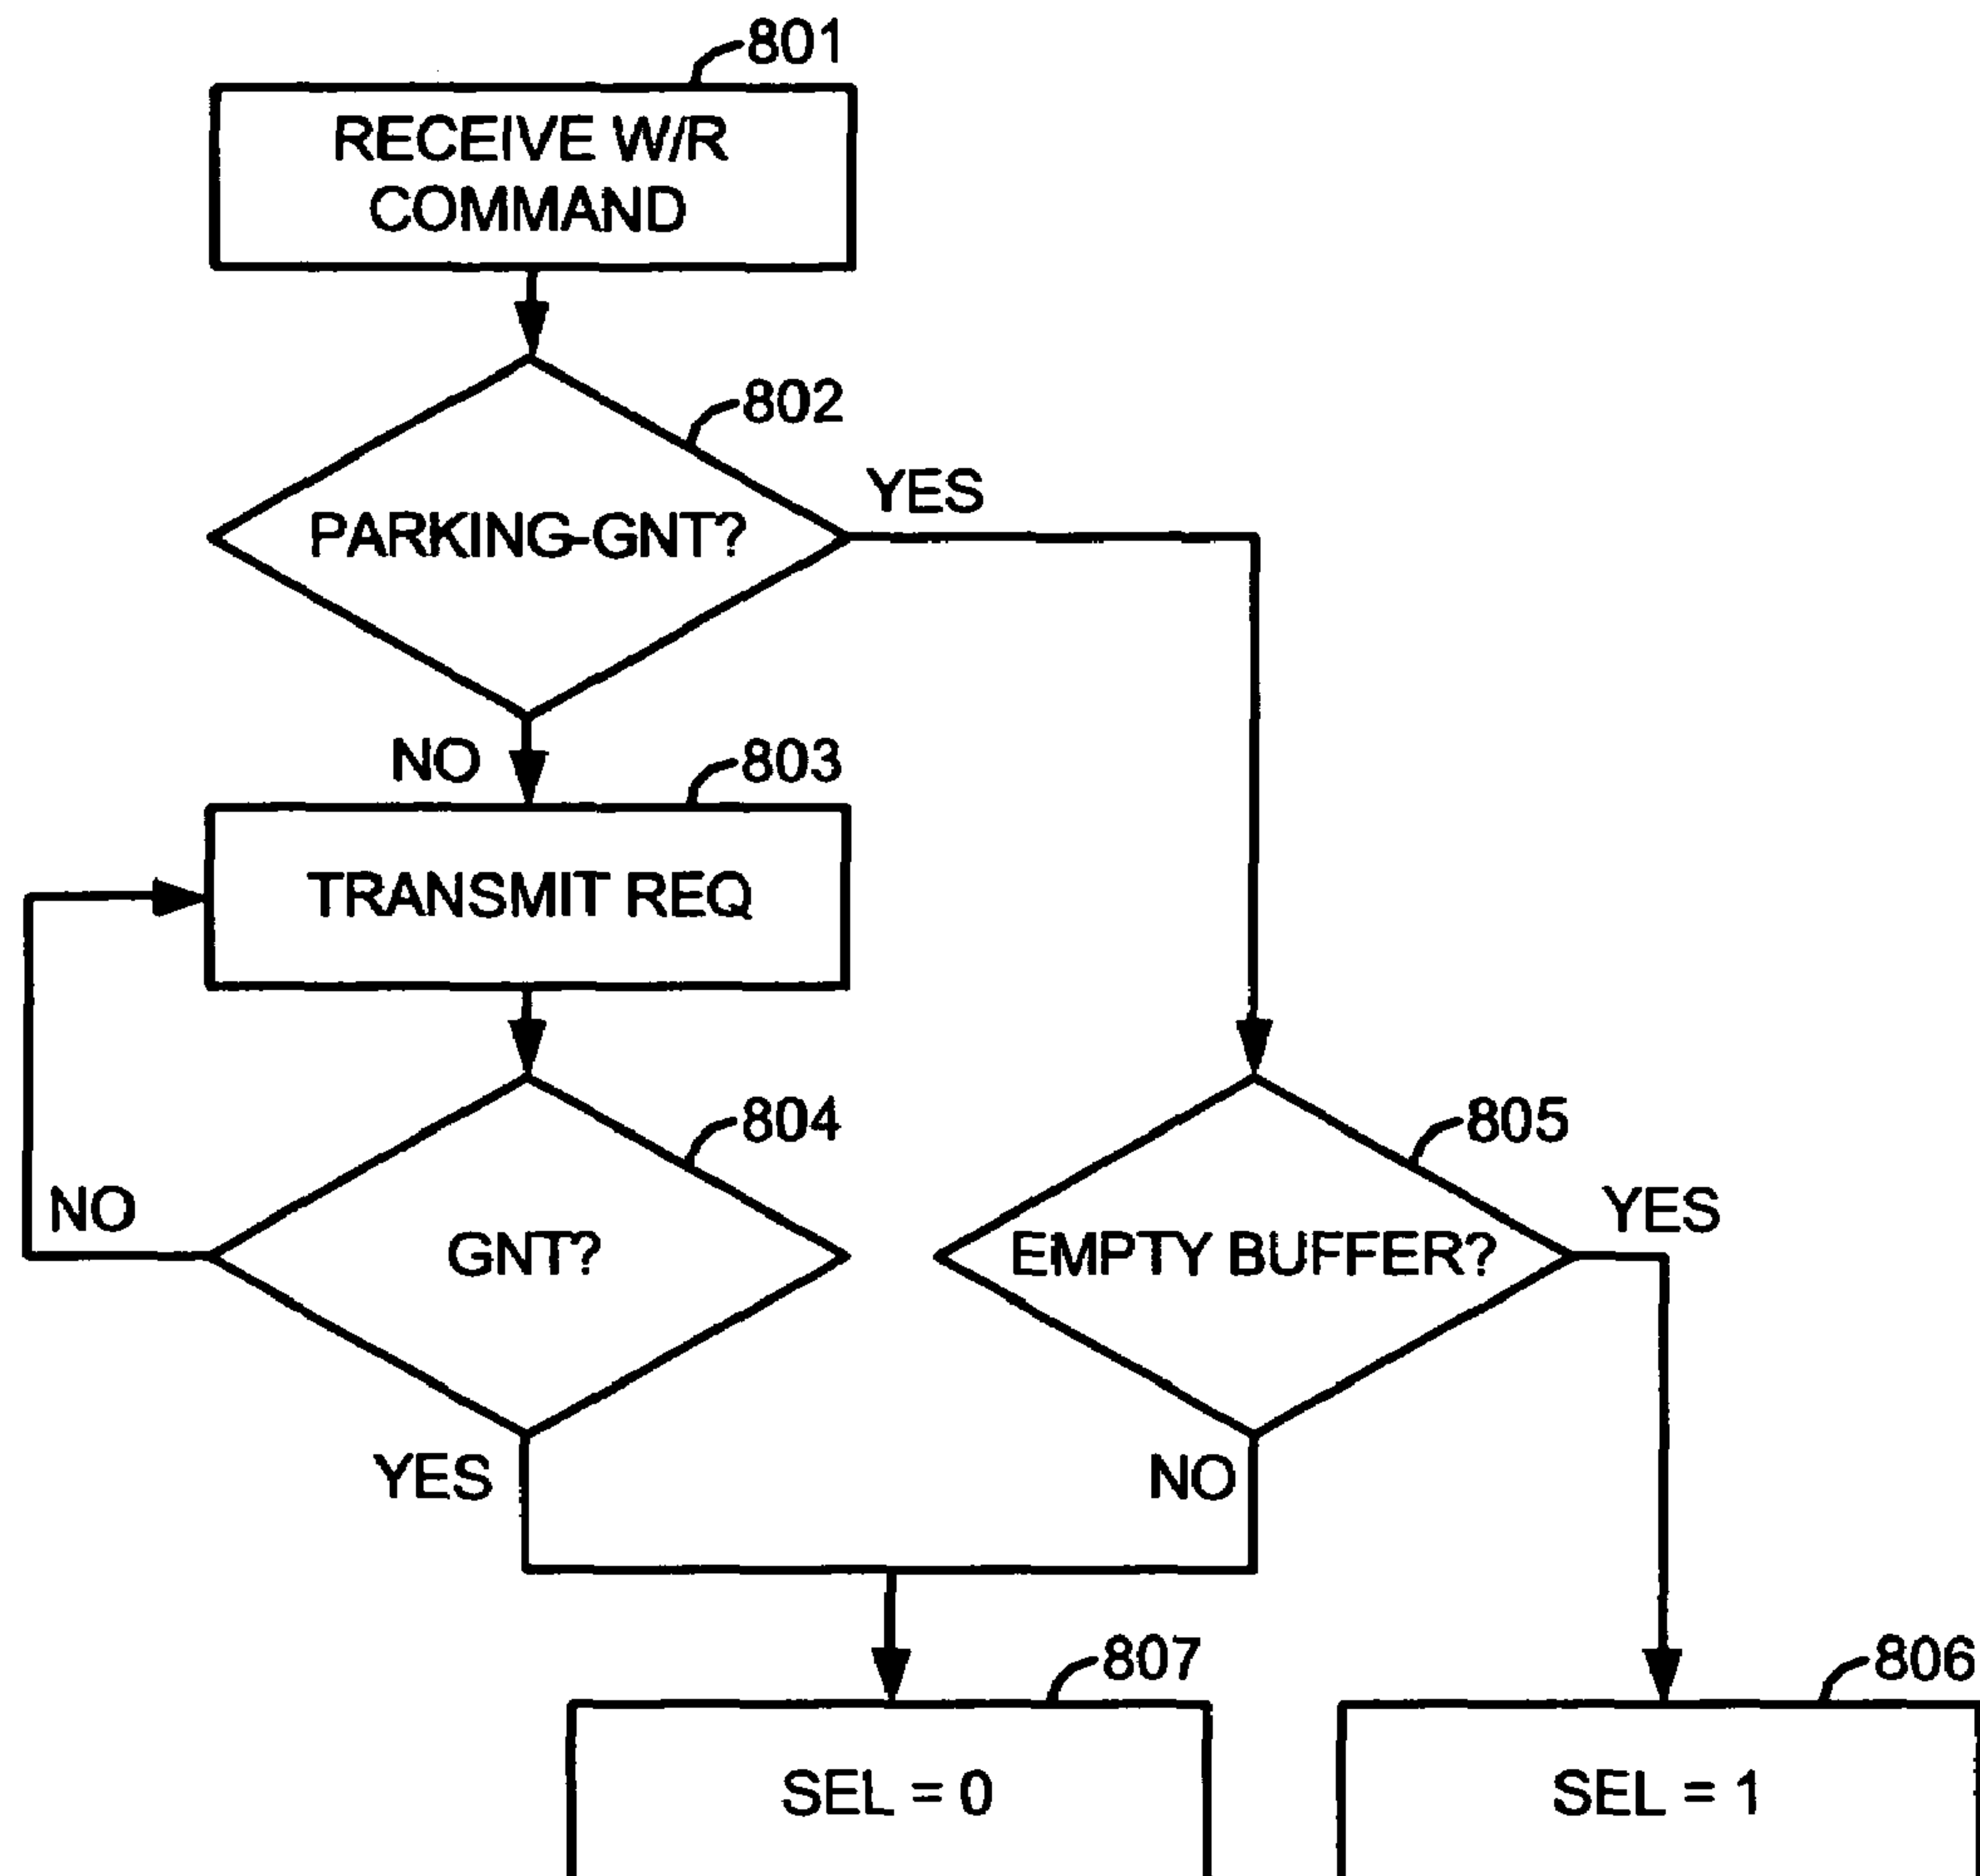 801
RECEIVE W/R
COMMAND
802
PARKING-GNT?
YES
NO
803
TRANSMIT REQ
804
GNT?
NO
YES
805
EMPTY BUFFER?
YES
NO
807
SEL = 0
806
SEL = 1